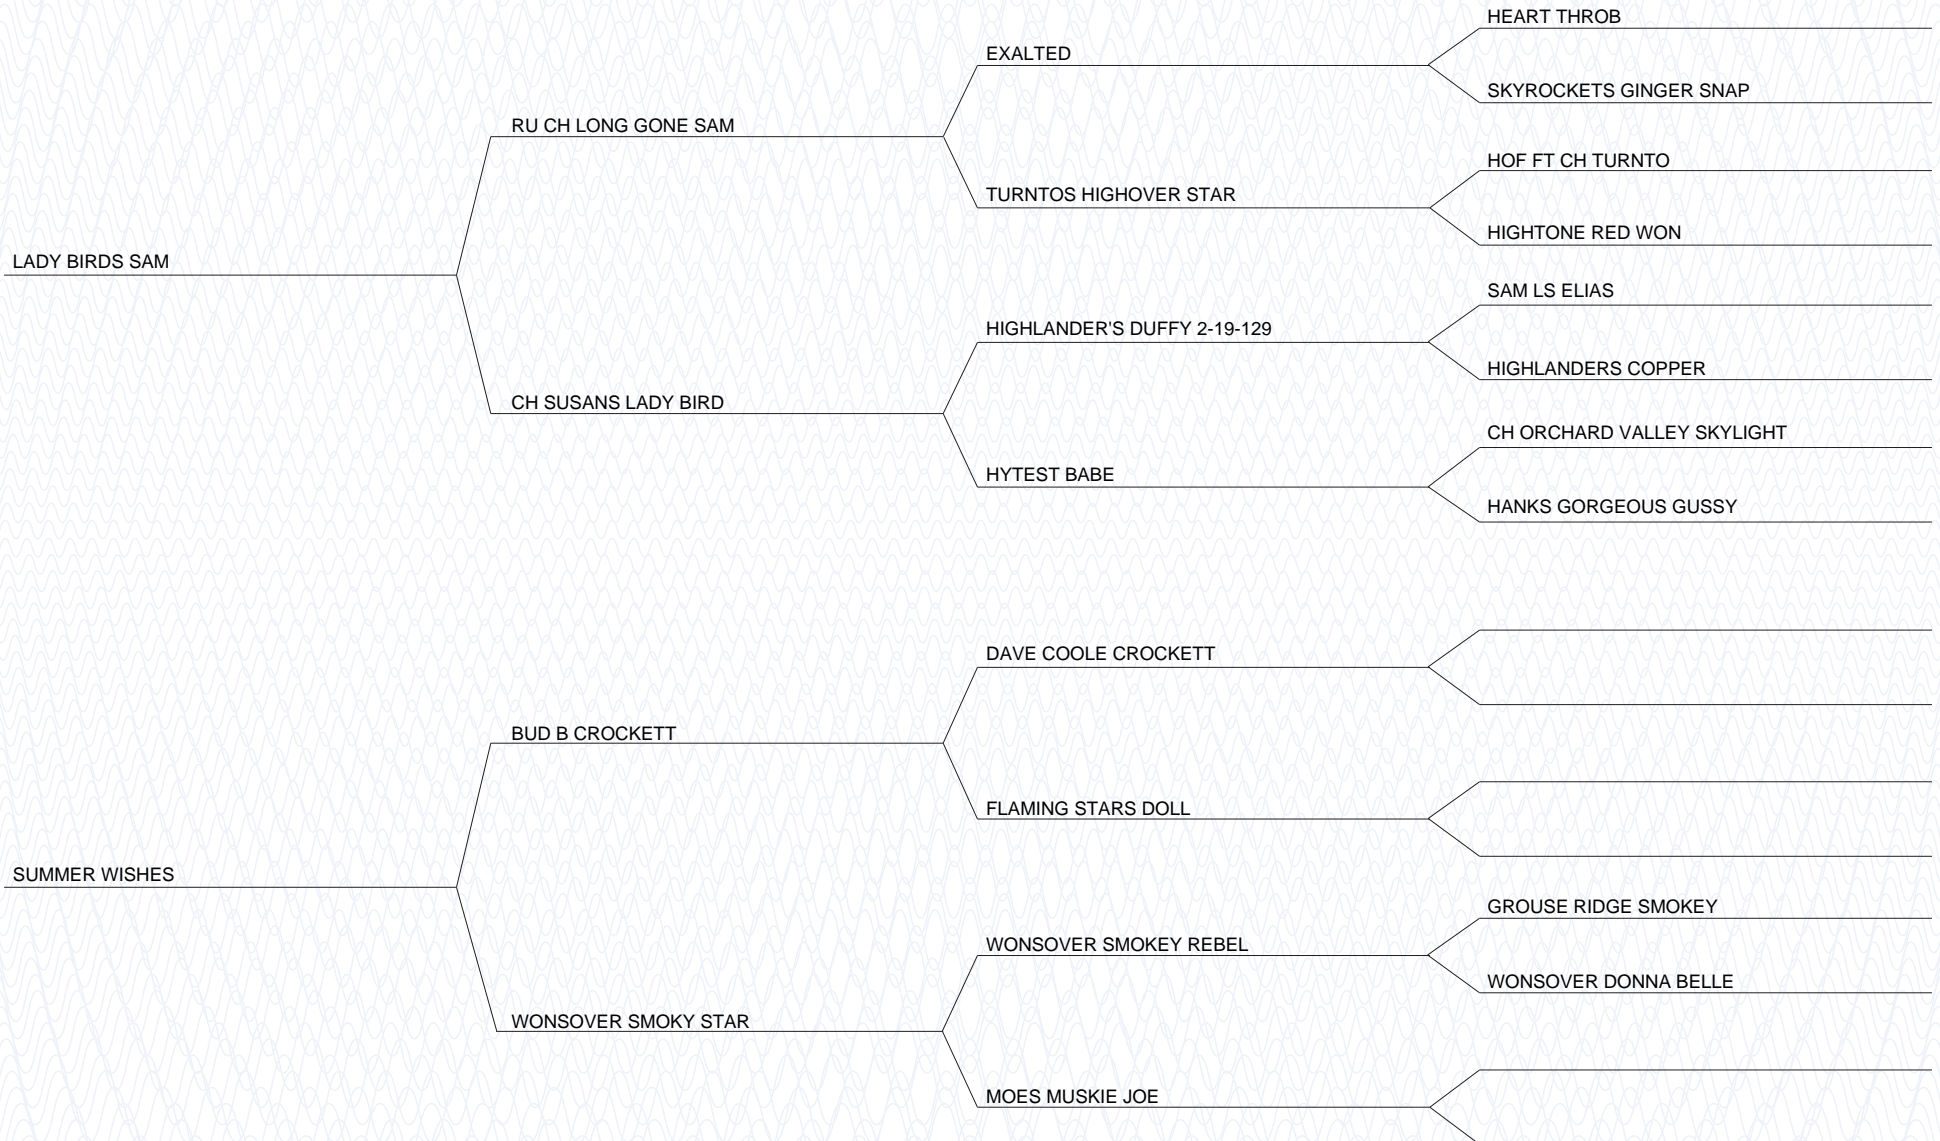 HEART THROB
EXALTED
SKYROCKETS GINGER SNAP
RU CH LONG GONE SAM
HOF FT CH TURNTO
TURNTOS HIGHOVER STAR
HIGHTONE RED WON
LADY BIRDS SAM
SAM LS ELIAS
HIGHLANDER'S DUFFY 2-19-129
HIGHLANDERS COPPER
CH SUSANS LADY BIRD
CH ORCHARD VALLEY SKYLIGHT
HYTEST BABE
HANKS GORGEOUS GUSSY
DAVE COOLE CROCKETT
BUD B CROCKETT
FLAMING STARS DOLL
SUMMER WISHES
GROUSE RIDGE SMOKEY
WONSOVER SMOKEY REBEL
WONSOVER DONNA BELLE
WONSOVER SMOKY STAR
MOES MUSKIE JOE